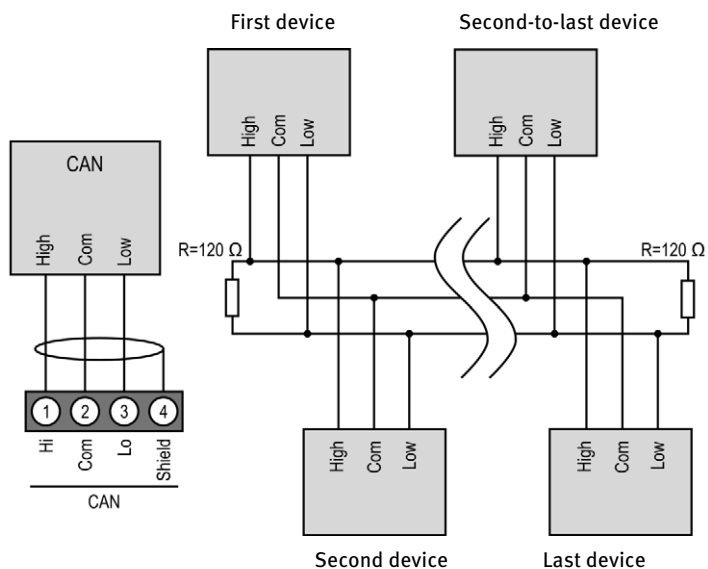 First device
Second-to-last device
High
Com
Low
High
Com
Low
CAN
High
Com
Low
R=120 Ω
R=120 Ω
1
2
3
4
Hi
Com
Lo
Shield
CAN
High
Com
Low
High
Com
Low
Second device
Last device